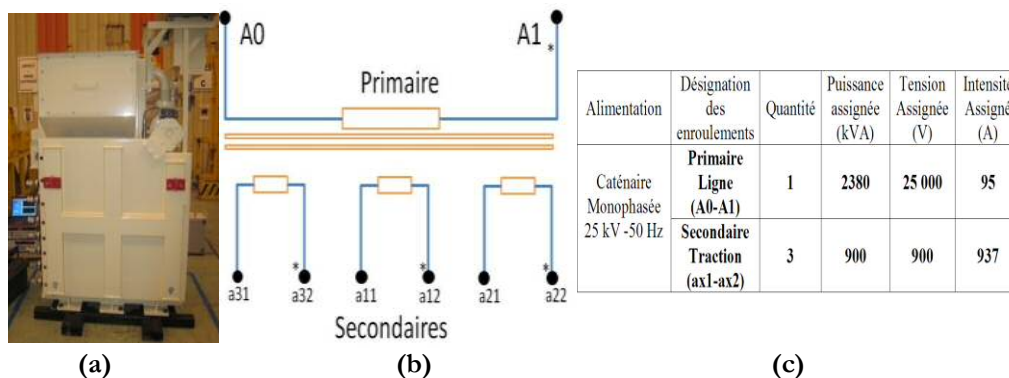 A0
A1
*
Primaire
*
*
*
a31
a32
a11
a12
a21
a22
Secondaires
Alimentation
Désignation
des
enroulements
Quantité
Puissance
assignée
(kVA)
Tension
Assignée
(V)
Intensité
Assigné
(A)
Caténaire
Monophasée
25 kV -50 Hz
Primaire
Ligne
(A0-A1)
1
2380
25 000
95
Secondaire
Traction
(ax1-ax2)
3
900
900
937
(a)
(b)
(c)